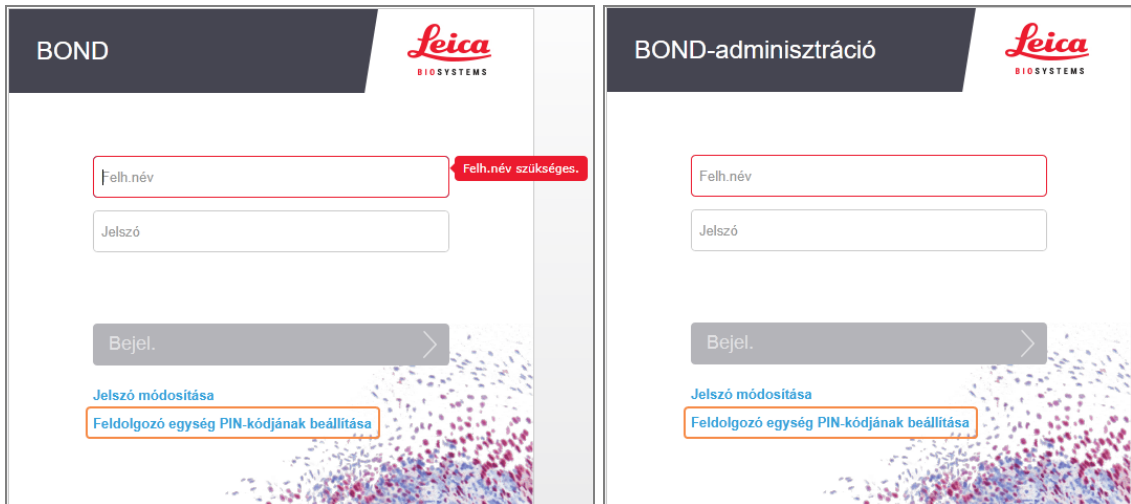 BOND
Leica
BIOSYSTEMS
Felh.név
Felh.név szükséges.
Jelszó
Bejel.
Jelszó módosítása
Feldolgozó egység PIN-kódjának beállítása
BOND-adminisztráció
Leica
BIOSYSTEMS
Felh.név
Jelszó
Bejel.
Jelszó módosítása
Feldolgozó egység PIN-kódjának beállítása